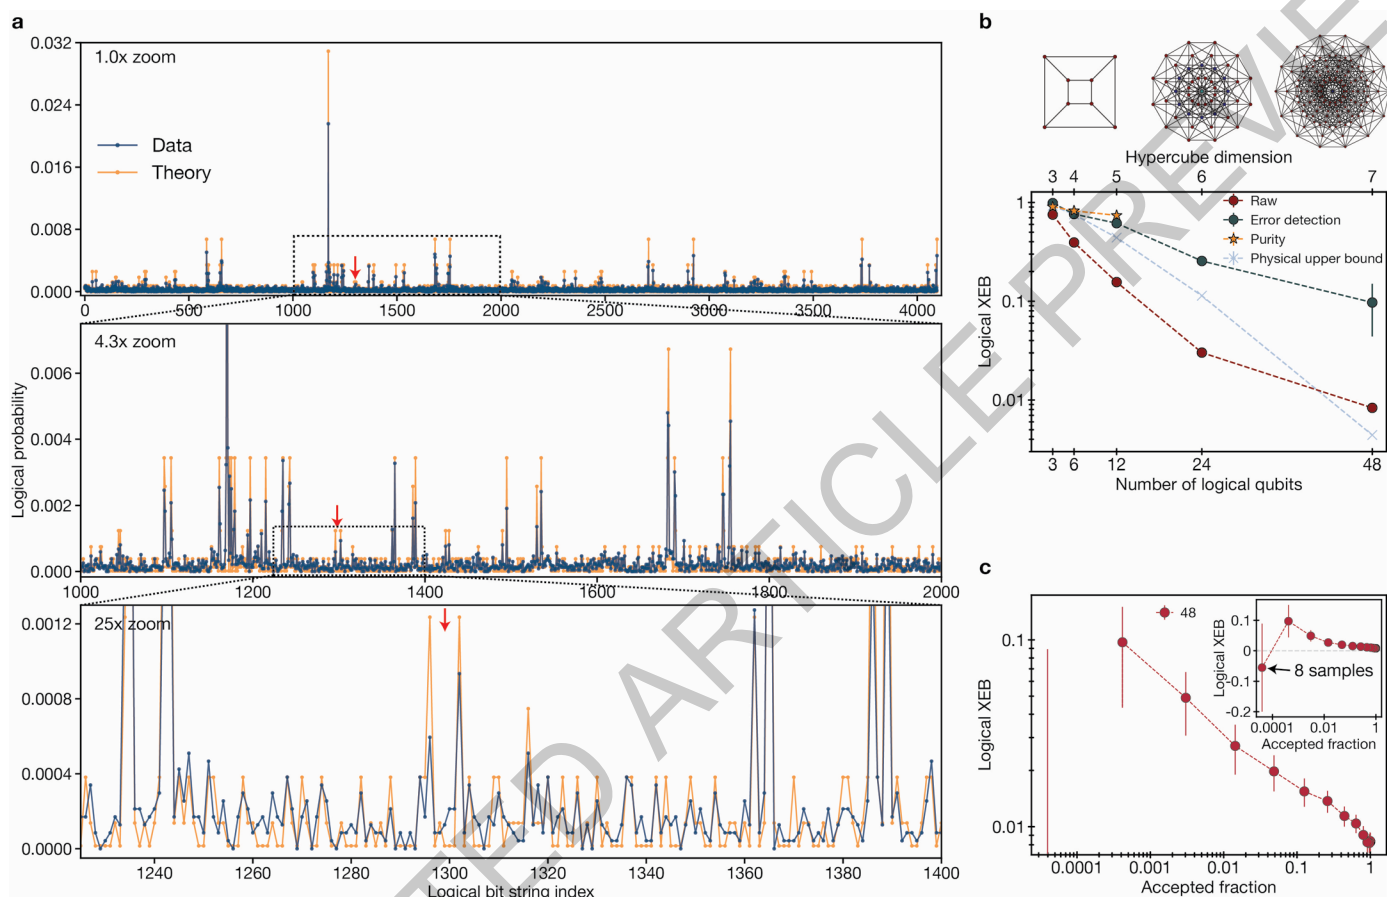 a
0.032
1.0x zoom
0.024
Data
Theory
0.016
0.008
0.000
0 500 1000 1500 2000 2500 3000 3500 4000
4.3x zoom
0.006
0.004
0.002
0.000
Logical probability
1000 1200 1400 1600 1800 2000
25x zoom
0.0012
0.0008
0.0004
0.0000
1240 1260 1280 1300 1320 1340 1360 1380 1400
Logical bit string index
b
Hypercube dimension
3 4 5 6 7
1
0.1
0.01
Logical XEB
Raw
Error detection
Purity
Physical upper bound
3 6 12 24 48
Number of logical qubits
c
48
0.1
0.01
Logical XEB
0.0001 0.001 0.01 0.1 1
Accepted fraction
0.1
0
-0.1
-0.2
Logical XEB
8 samples
0.0001 0.01 1
Accepted fraction
TED ARTICLE PREVIE